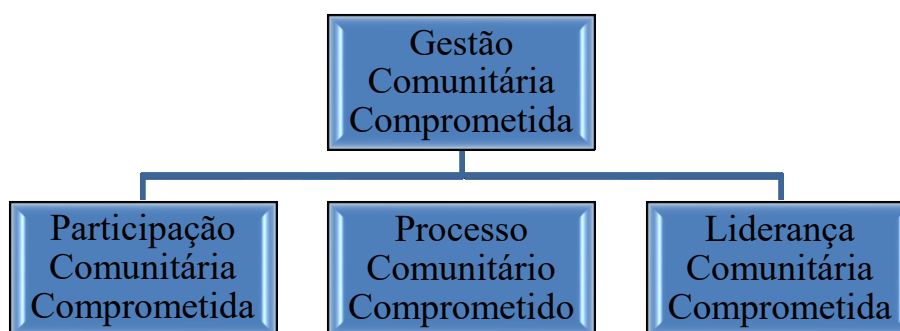 Gestão
Comunitária
Comprometida
Participação
Comunitária
Comprometida
Processo
Comunitário
Comprometido
Liderança
Comunitária
Comprometida